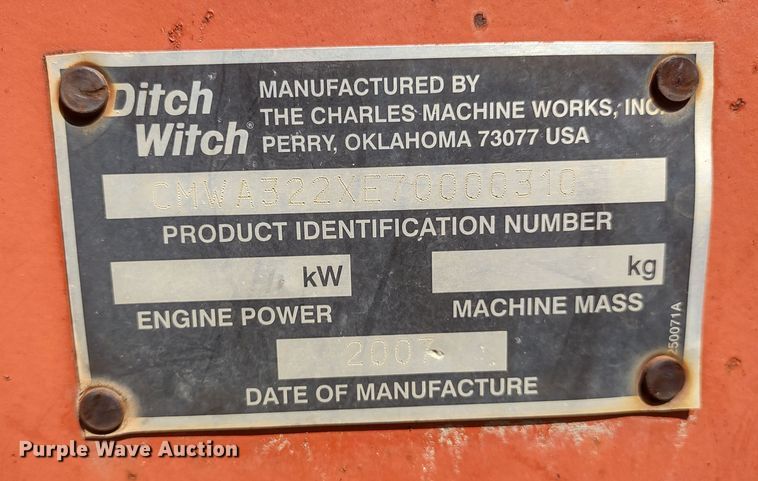 Ditch
Witch®
MANUFACTURED BY
THE CHARLES MACHINE WORKS, INC.
PERRY, OKLAHOMA 73077 USA
CMWA322XE70000310
PRODUCT IDENTIFICATION NUMBER
kW
ENGINE POWER
kg
MACHINE MASS
2007
DATE OF MANUFACTURE
Purple Wave Auction